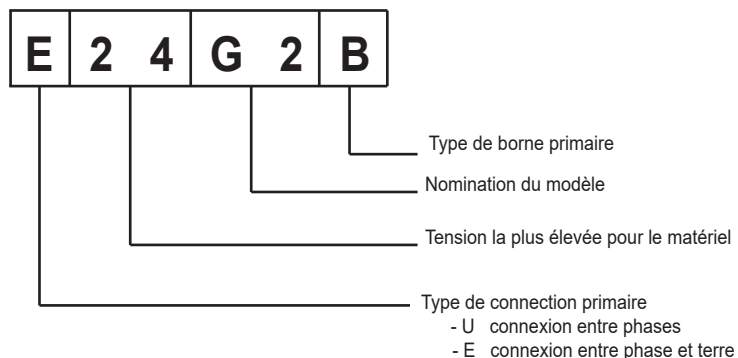 E 2 4 G 2 B
Type de borne primaire
Nomination du modèle
Tension la plus élevée pour le matériel
Type de connection primaire
- U connexion entre phases
- E connexion entre phase et terre